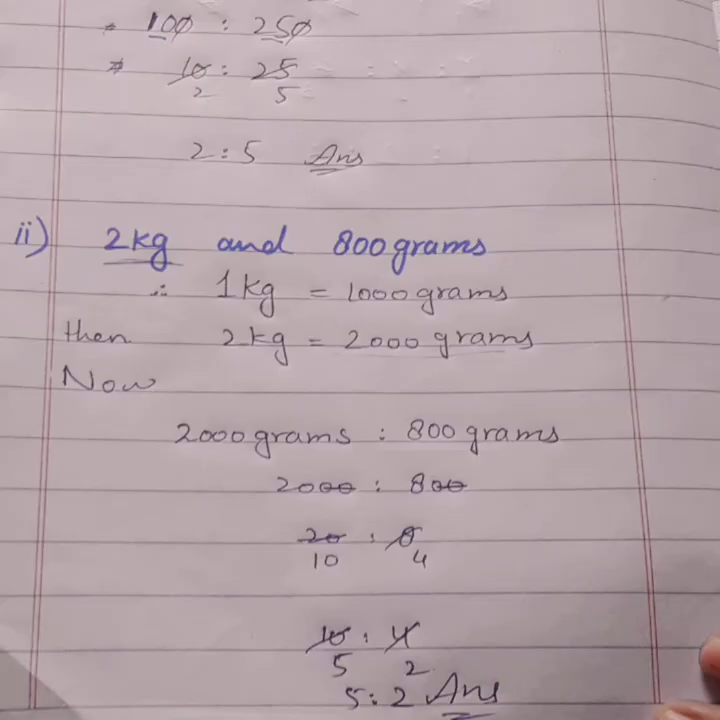 100 : 250
10 : 25
2 5
2 : 5 Ans
ii) 2kg and 800 grams
∴ 1kg = 1000 grams
then 2kg = 2000 grams
Now
2000 grams : 800 grams
2000 : 800
20 : 8
10 4
10 : 4
5 2
5 : 2 Ans